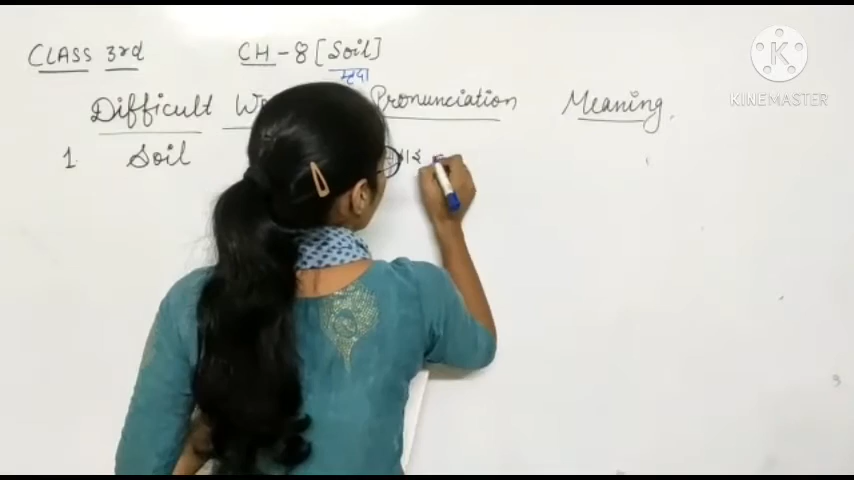 CLASS 3rd CH-8 [Soil]
मृदा
Difficult Pronunciation Meaning.
1. Soil
K
KINEMASTER